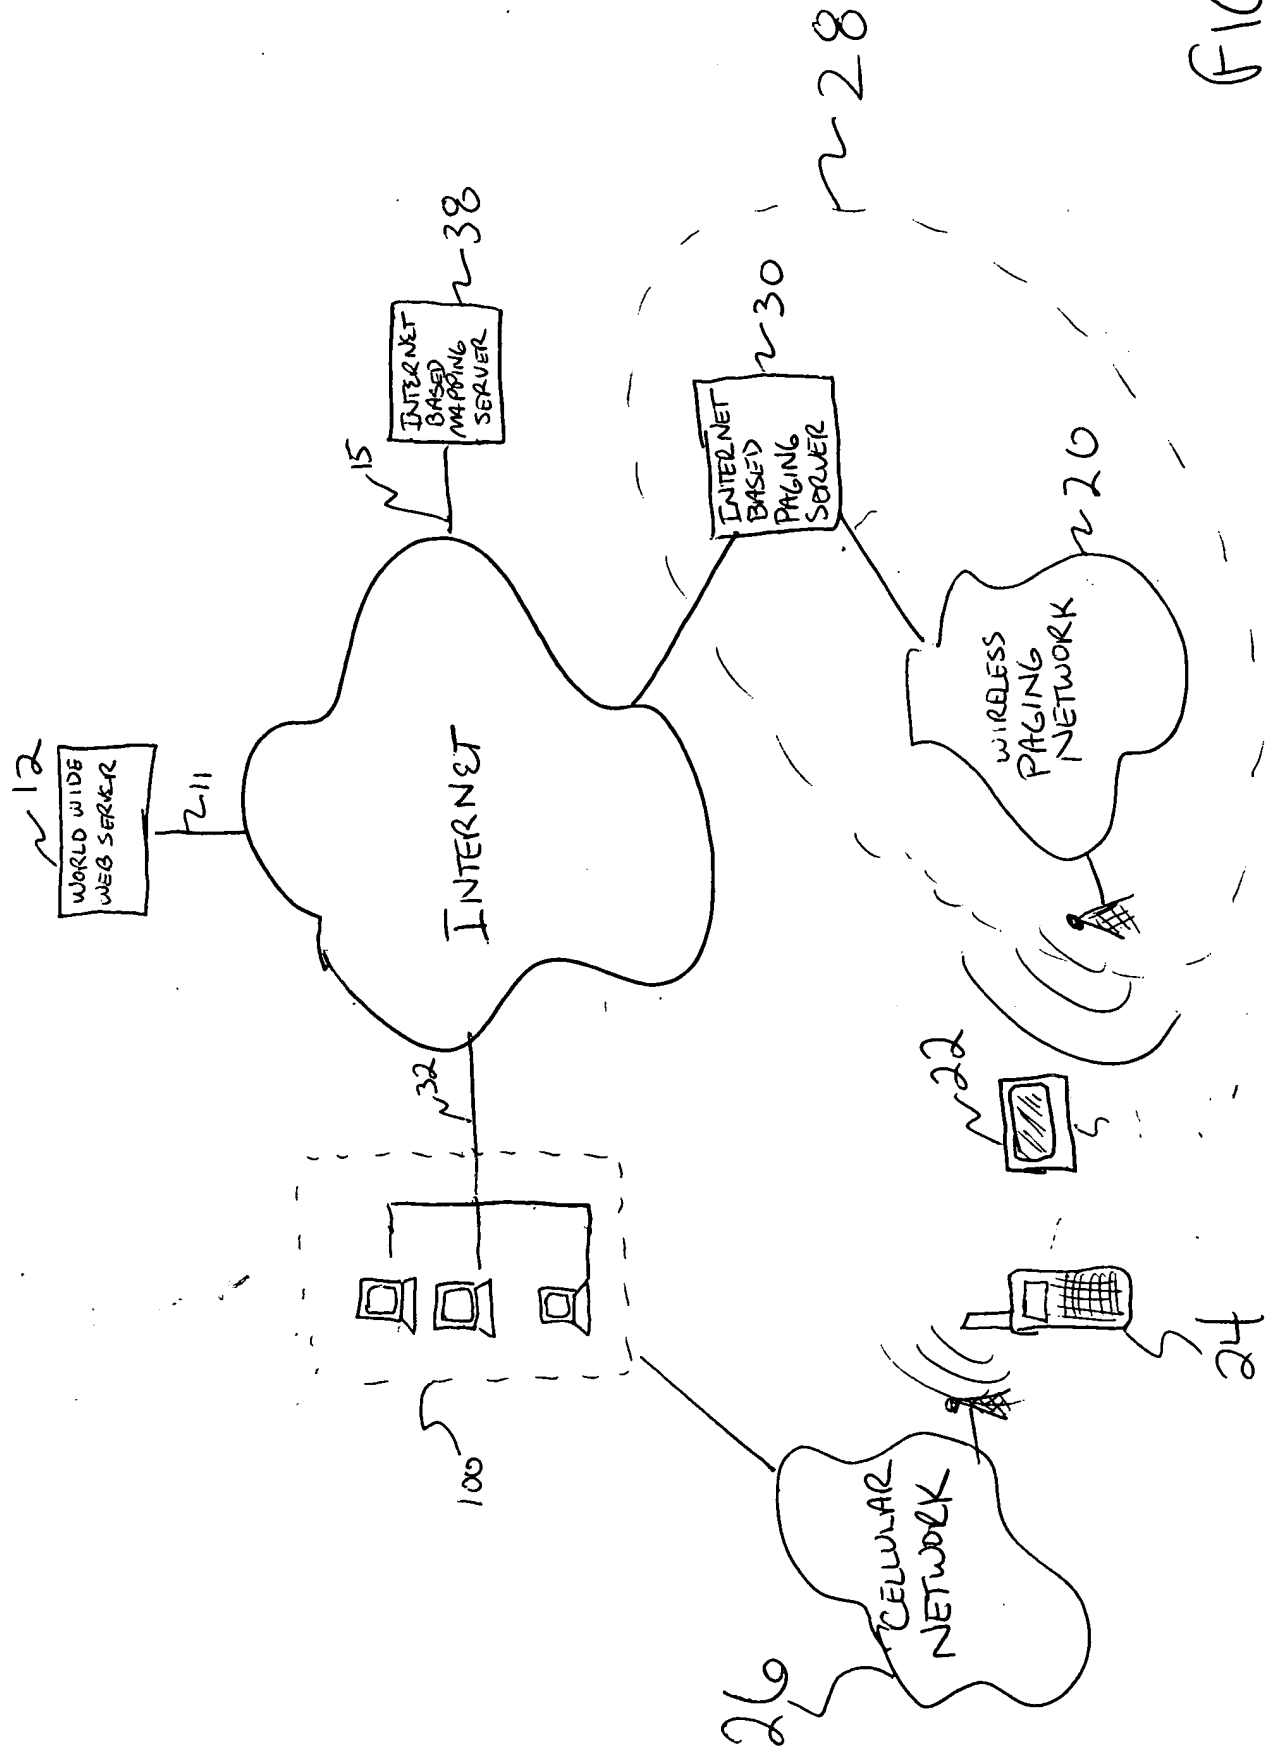 12
WORLD WIDE
WEB SERVER
11
INTERNET
15
INTERNET
BASED
MAPPING
SERVER
38
32
100
INTERNET
BASED
PAGING
SERVER
30
28
WIRELESS
PAGING
NETWORK
20
22
24
CELLULAR
NETWORK
26